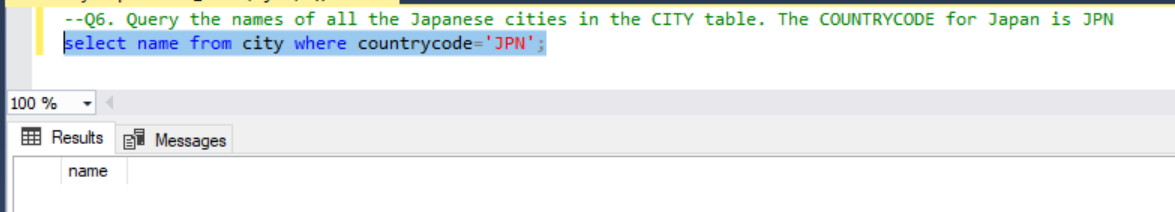 --Q6. Query the names of all the Japanese cities in the CITY table. The COUNTRYCODE for Japan is JPN
select name from city where countrycode='JPN';
100 %
Results Messages
name